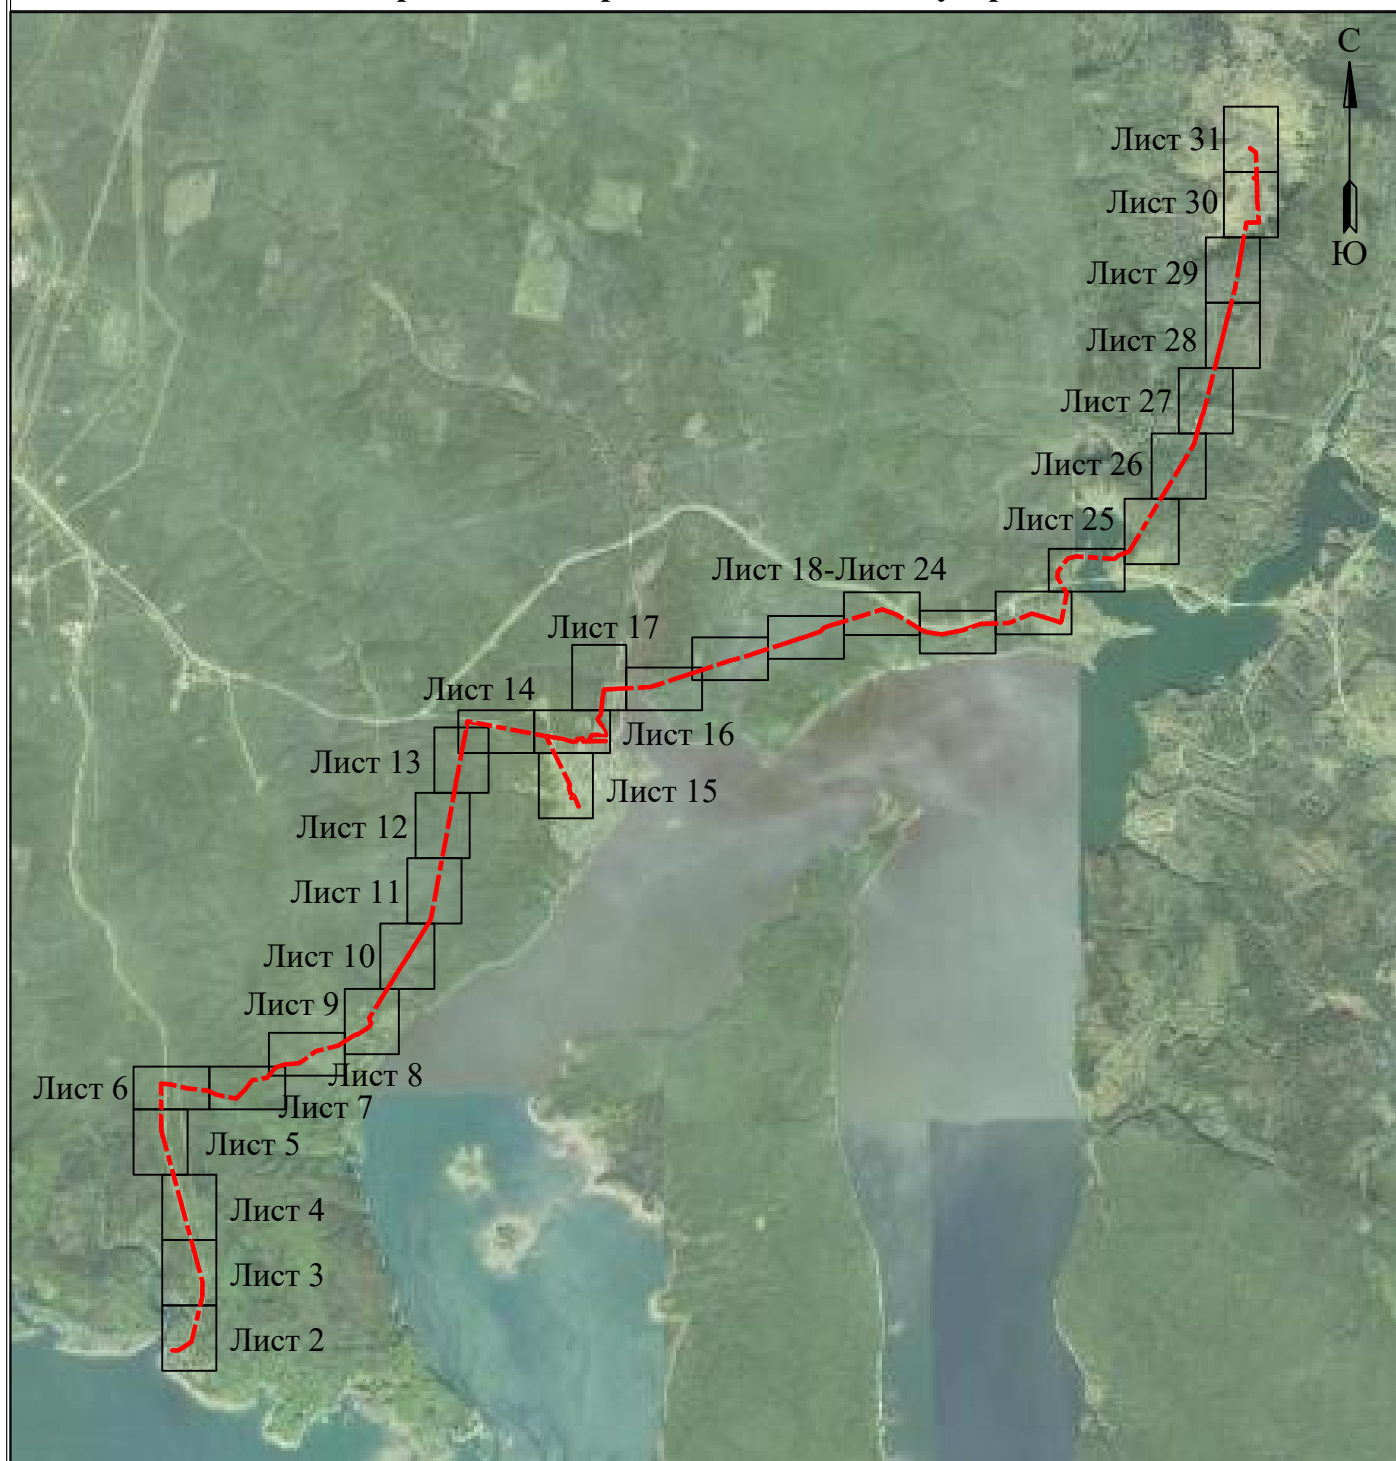 С
Лист 31
Лист 30
Ю
Лист 29
Лист 28
Лист 27
Лист 26
Лист 25
Лист 18-Лист 24
Лист 17
Лист 14
Лист 16
Лист 13
Лист 15
Лист 12
Лист 11
Лист 10
Лист 9
Лист 8
Лист 6
Лист 7
Лист 5
Лист 4
Лист 3
Лист 2